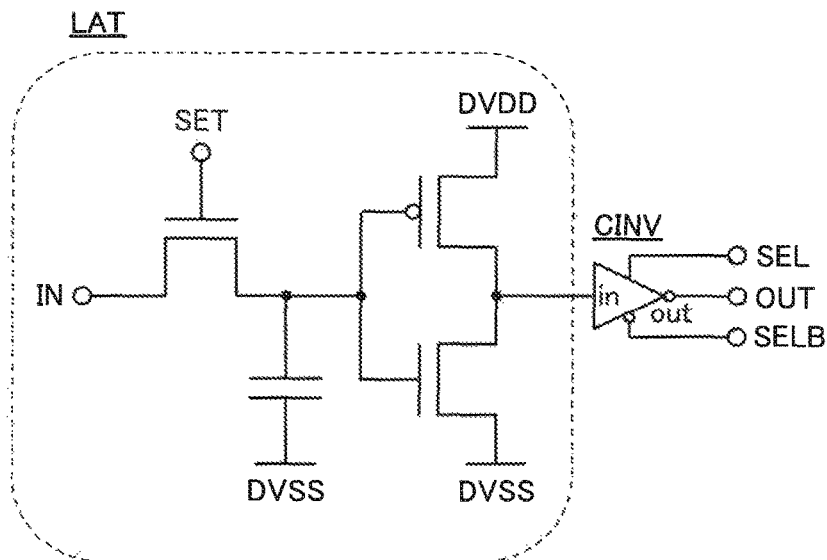 LAT
DVDD
SET
CINV
SEL
IN
in
out
OUT
SELB
DVSS
DVSS